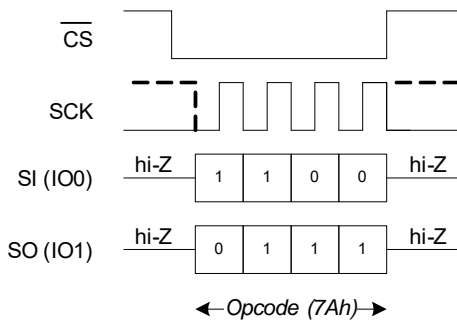 CS
SCK
hi-Z hi-Z
SI (IO0) 1 1 0 0
hi-Z hi-Z
SO (IO1) 0 1 1 1
Opcode (7Ah)